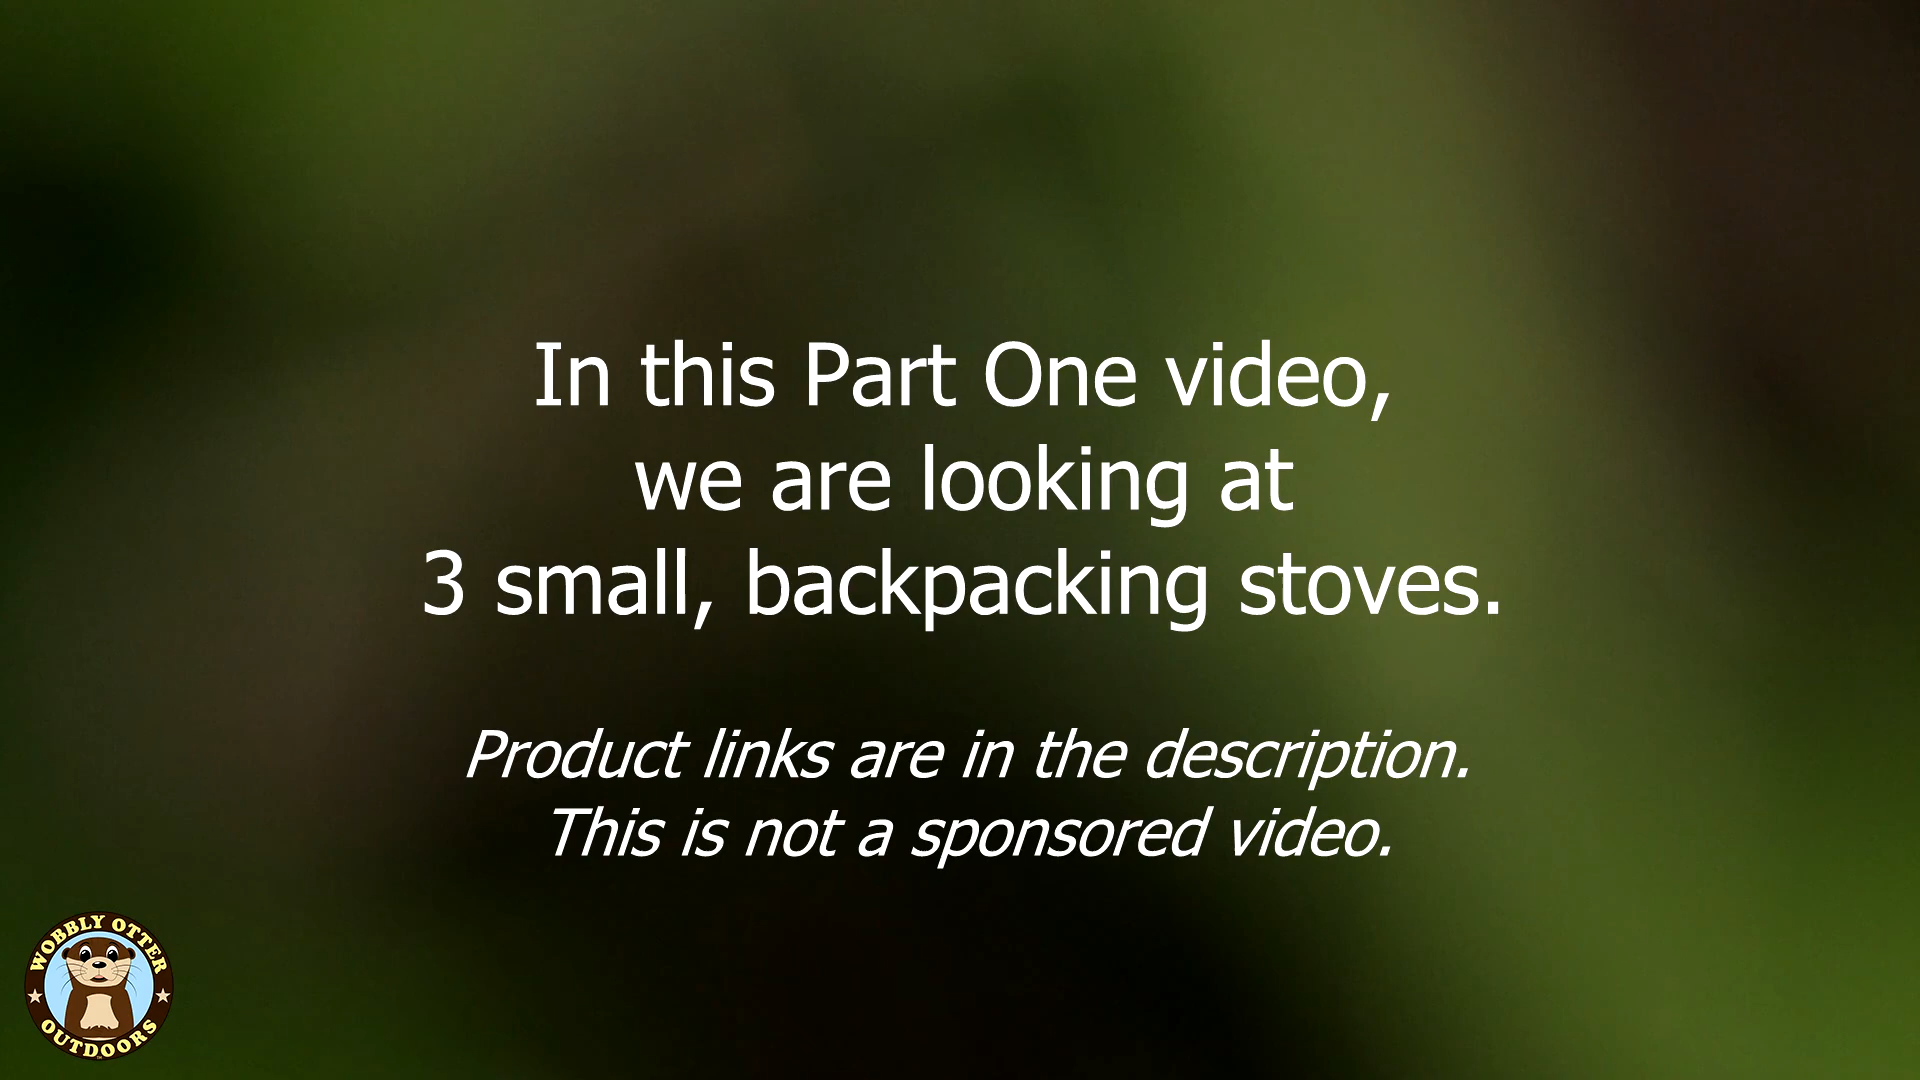 In this Part One video,
we are looking at
3 small, backpacking stoves.
Product links are in the description.
This is not a sponsored video.
WOBBLY OTTER
OUTDOORS